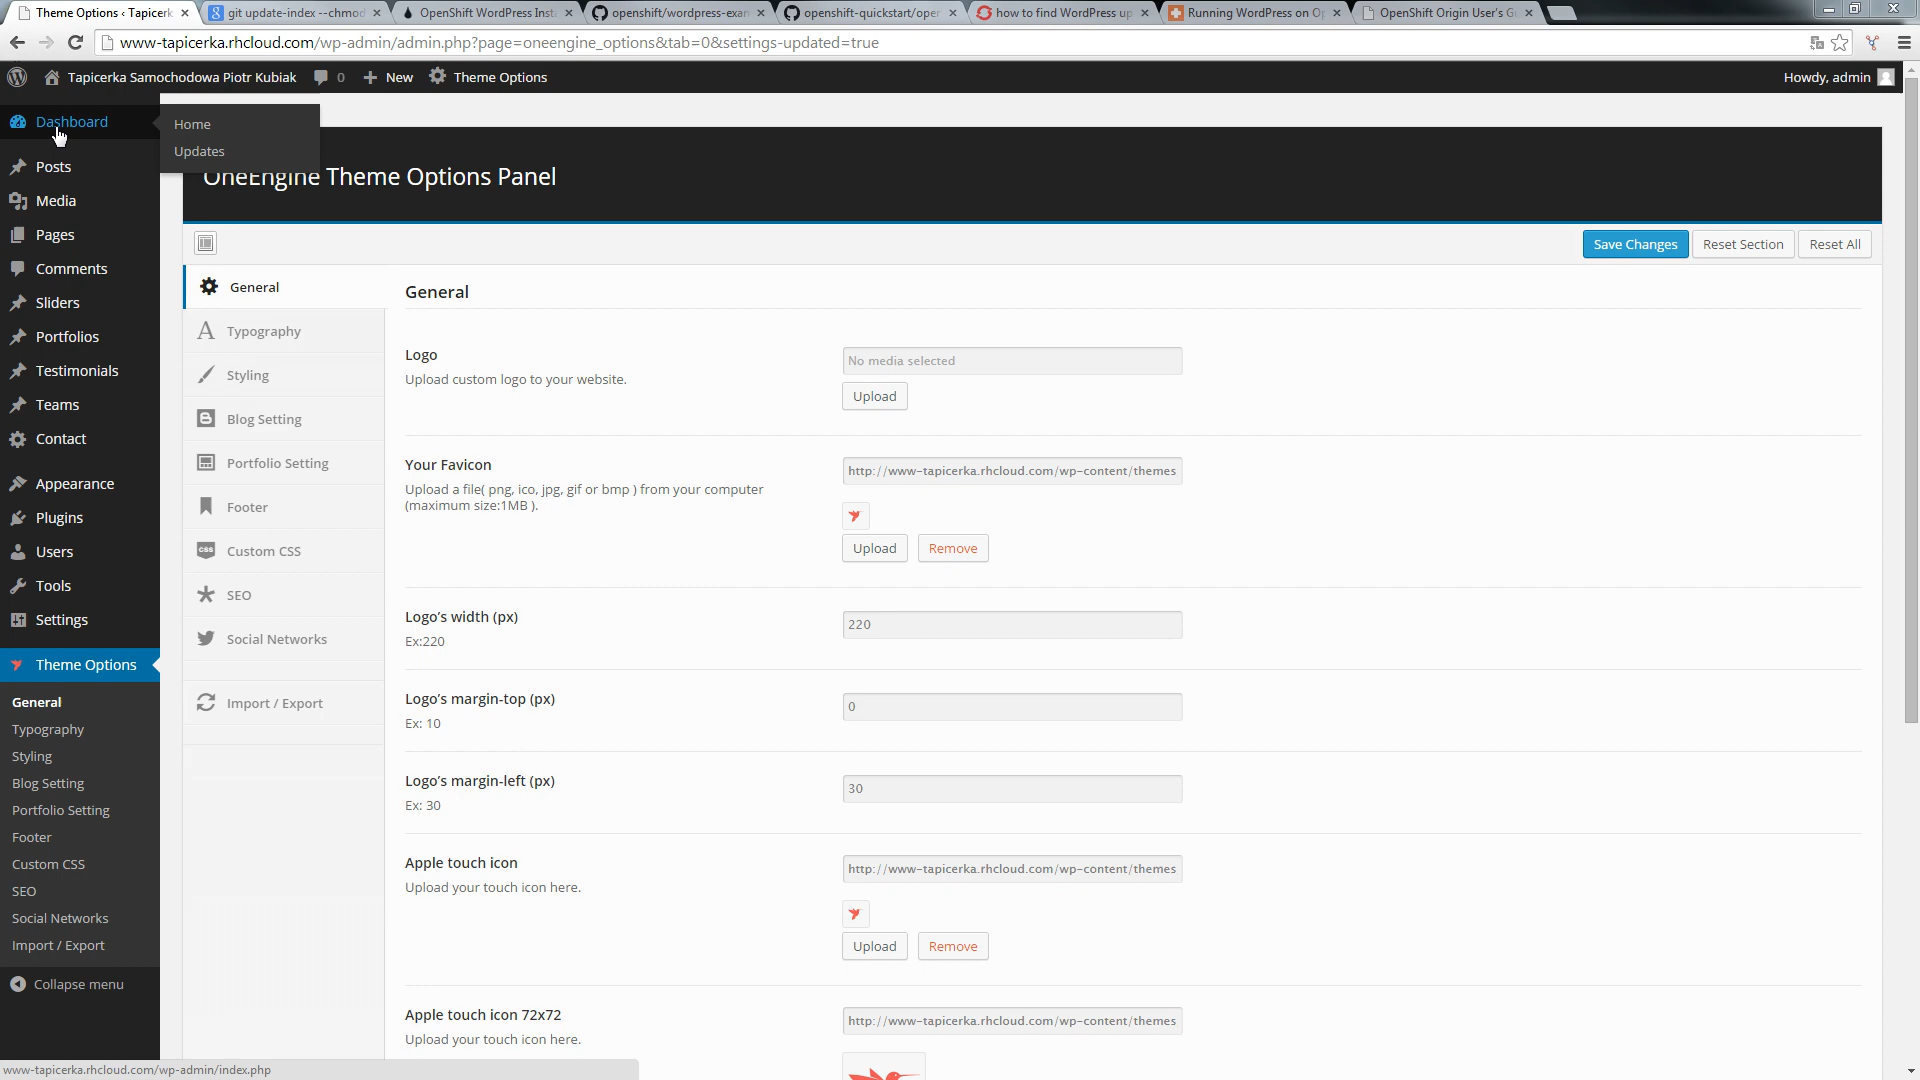 Theme Options ‹ Tapicerk
git update-index --chmod
OpenShift WordPress Inst
openshift/wordpress-exan
openshift-quickstart/oper
how to find WordPress up
Running WordPress on Op
OpenShift Origin User's Gu
www-tapicerka.rhcloud.com/wp-admin/admin.php?page=oneengine_options&tab=0&settings-updated=true
Tapicerka Samochodowa Piotr Kubiak 0 New Theme Options Howdy, admin
Dashboard
Home
Updates
Posts
Media
Pages
Comments
Sliders
Portfolios
Testimonials
Teams
Contact
Appearance
Plugins
Users
Tools
Settings
Theme Options
General
Typography
Styling
Blog Setting
Portfolio Setting
Footer
Custom CSS
SEO
Social Networks
Import / Export
Collapse menu
OneEngine Theme Options Panel
Save Changes Reset Section Reset All
General
Typography
Styling
Blog Setting
Portfolio Setting
Footer
CSS Custom CSS
SEO
Social Networks
Import / Export
General
Logo
Upload custom logo to your website.
No media selected
Upload
Your Favicon
Upload a file( png, ico, jpg, gif or bmp ) from your computer
(maximum size:1MB ).
http://www-tapicerka.rhcloud.com/wp-content/themes
Upload Remove
Logo's width (px)
Ex:220
220
Logo's margin-top (px)
Ex: 10
0
Logo's margin-left (px)
Ex: 30
30
Apple touch icon
Upload your touch icon here.
http://www-tapicerka.rhcloud.com/wp-content/themes
Upload Remove
Apple touch icon 72x72
Upload your touch icon here.
http://www-tapicerka.rhcloud.com/wp-content/themes
www-tapicerka.rhcloud.com/wp-admin/index.php